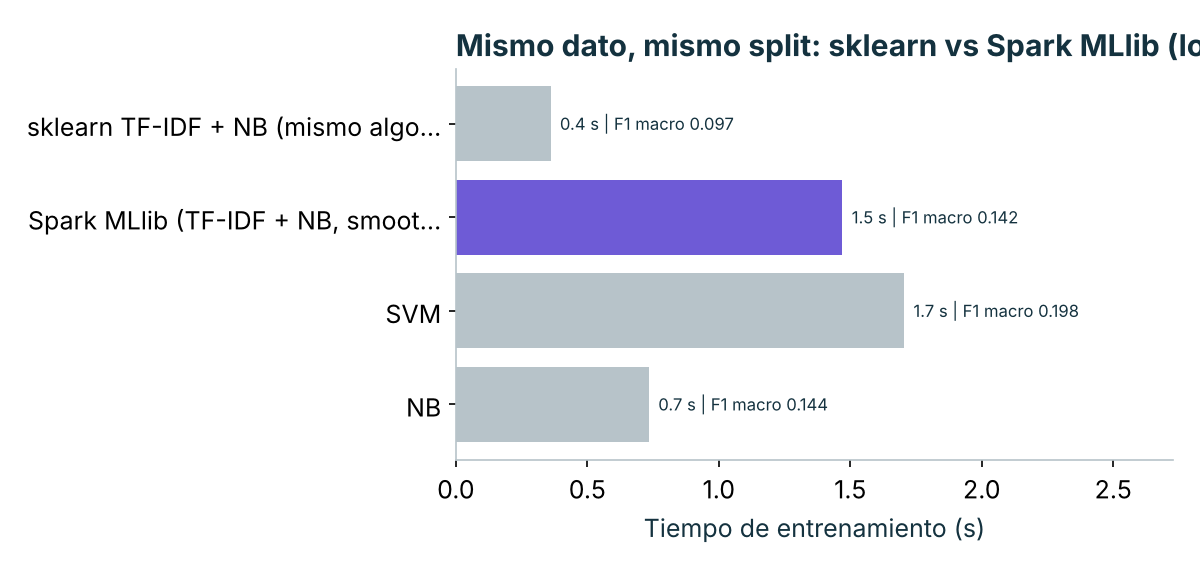 Mismo dato, mismo split: sklearn vs Spark MLlib (lo
sklearn TF-IDF + NB (mismo algo...
0.4 s | F1 macro 0.097
Spark MLlib (TF-IDF + NB, smoot...
1.5 s | F1 macro 0.142
SVM
1.7 s | F1 macro 0.198
NB
0.7 s | F1 macro 0.144
0.0 0.5 1.0 1.5 2.0 2.5
Tiempo de entrenamiento (s)